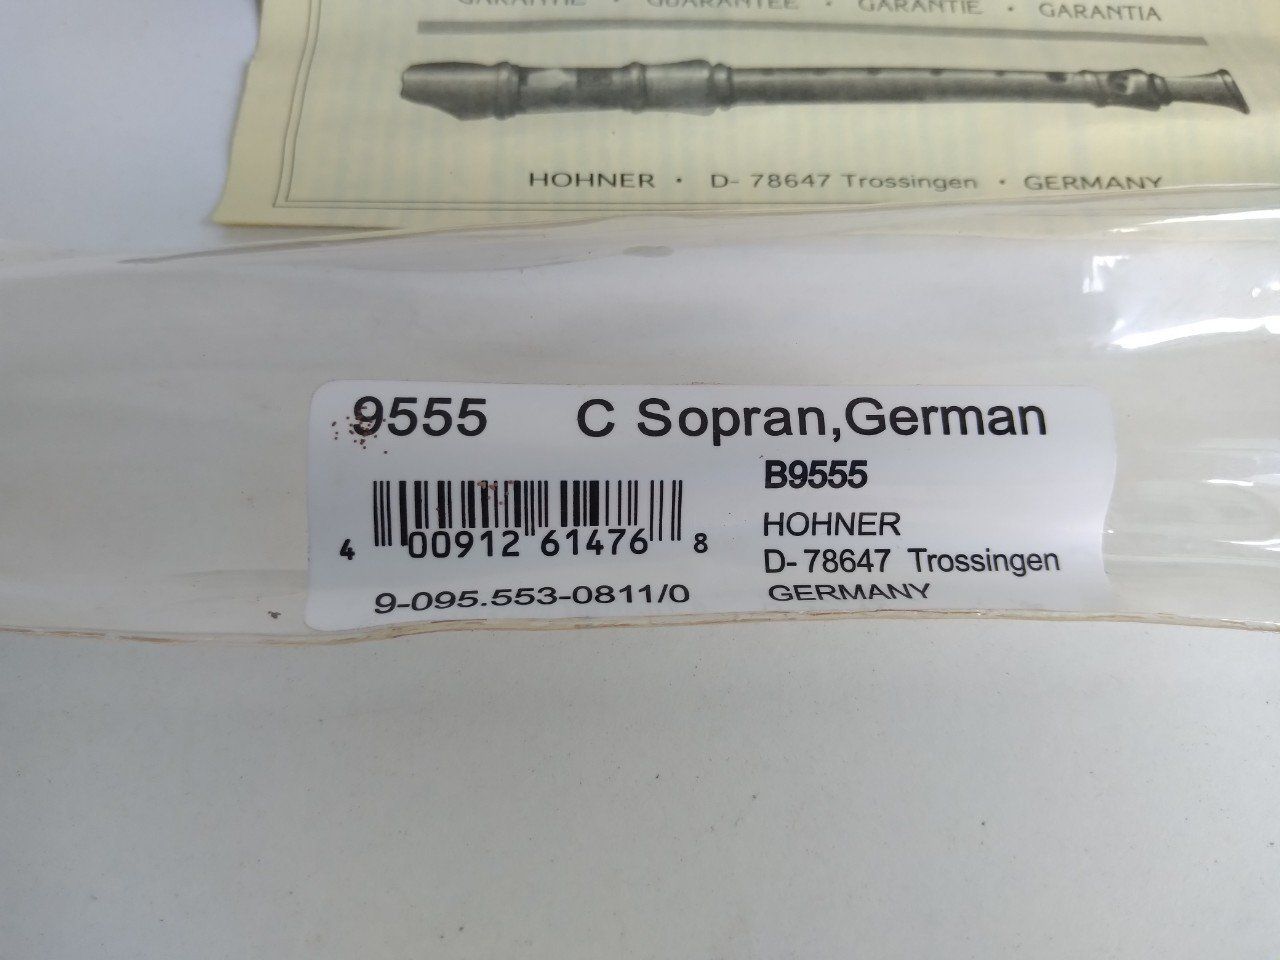 GARANTIE • GUARANTEE • GARANTIE • GARANTIA
HOHNER • D- 78647 Trossingen • GERMANY
9555 C Sopran,German
B9555
HOHNER
D- 78647 Trossingen
GERMANY
4 00912 61476 8
9-095.553-0811/0